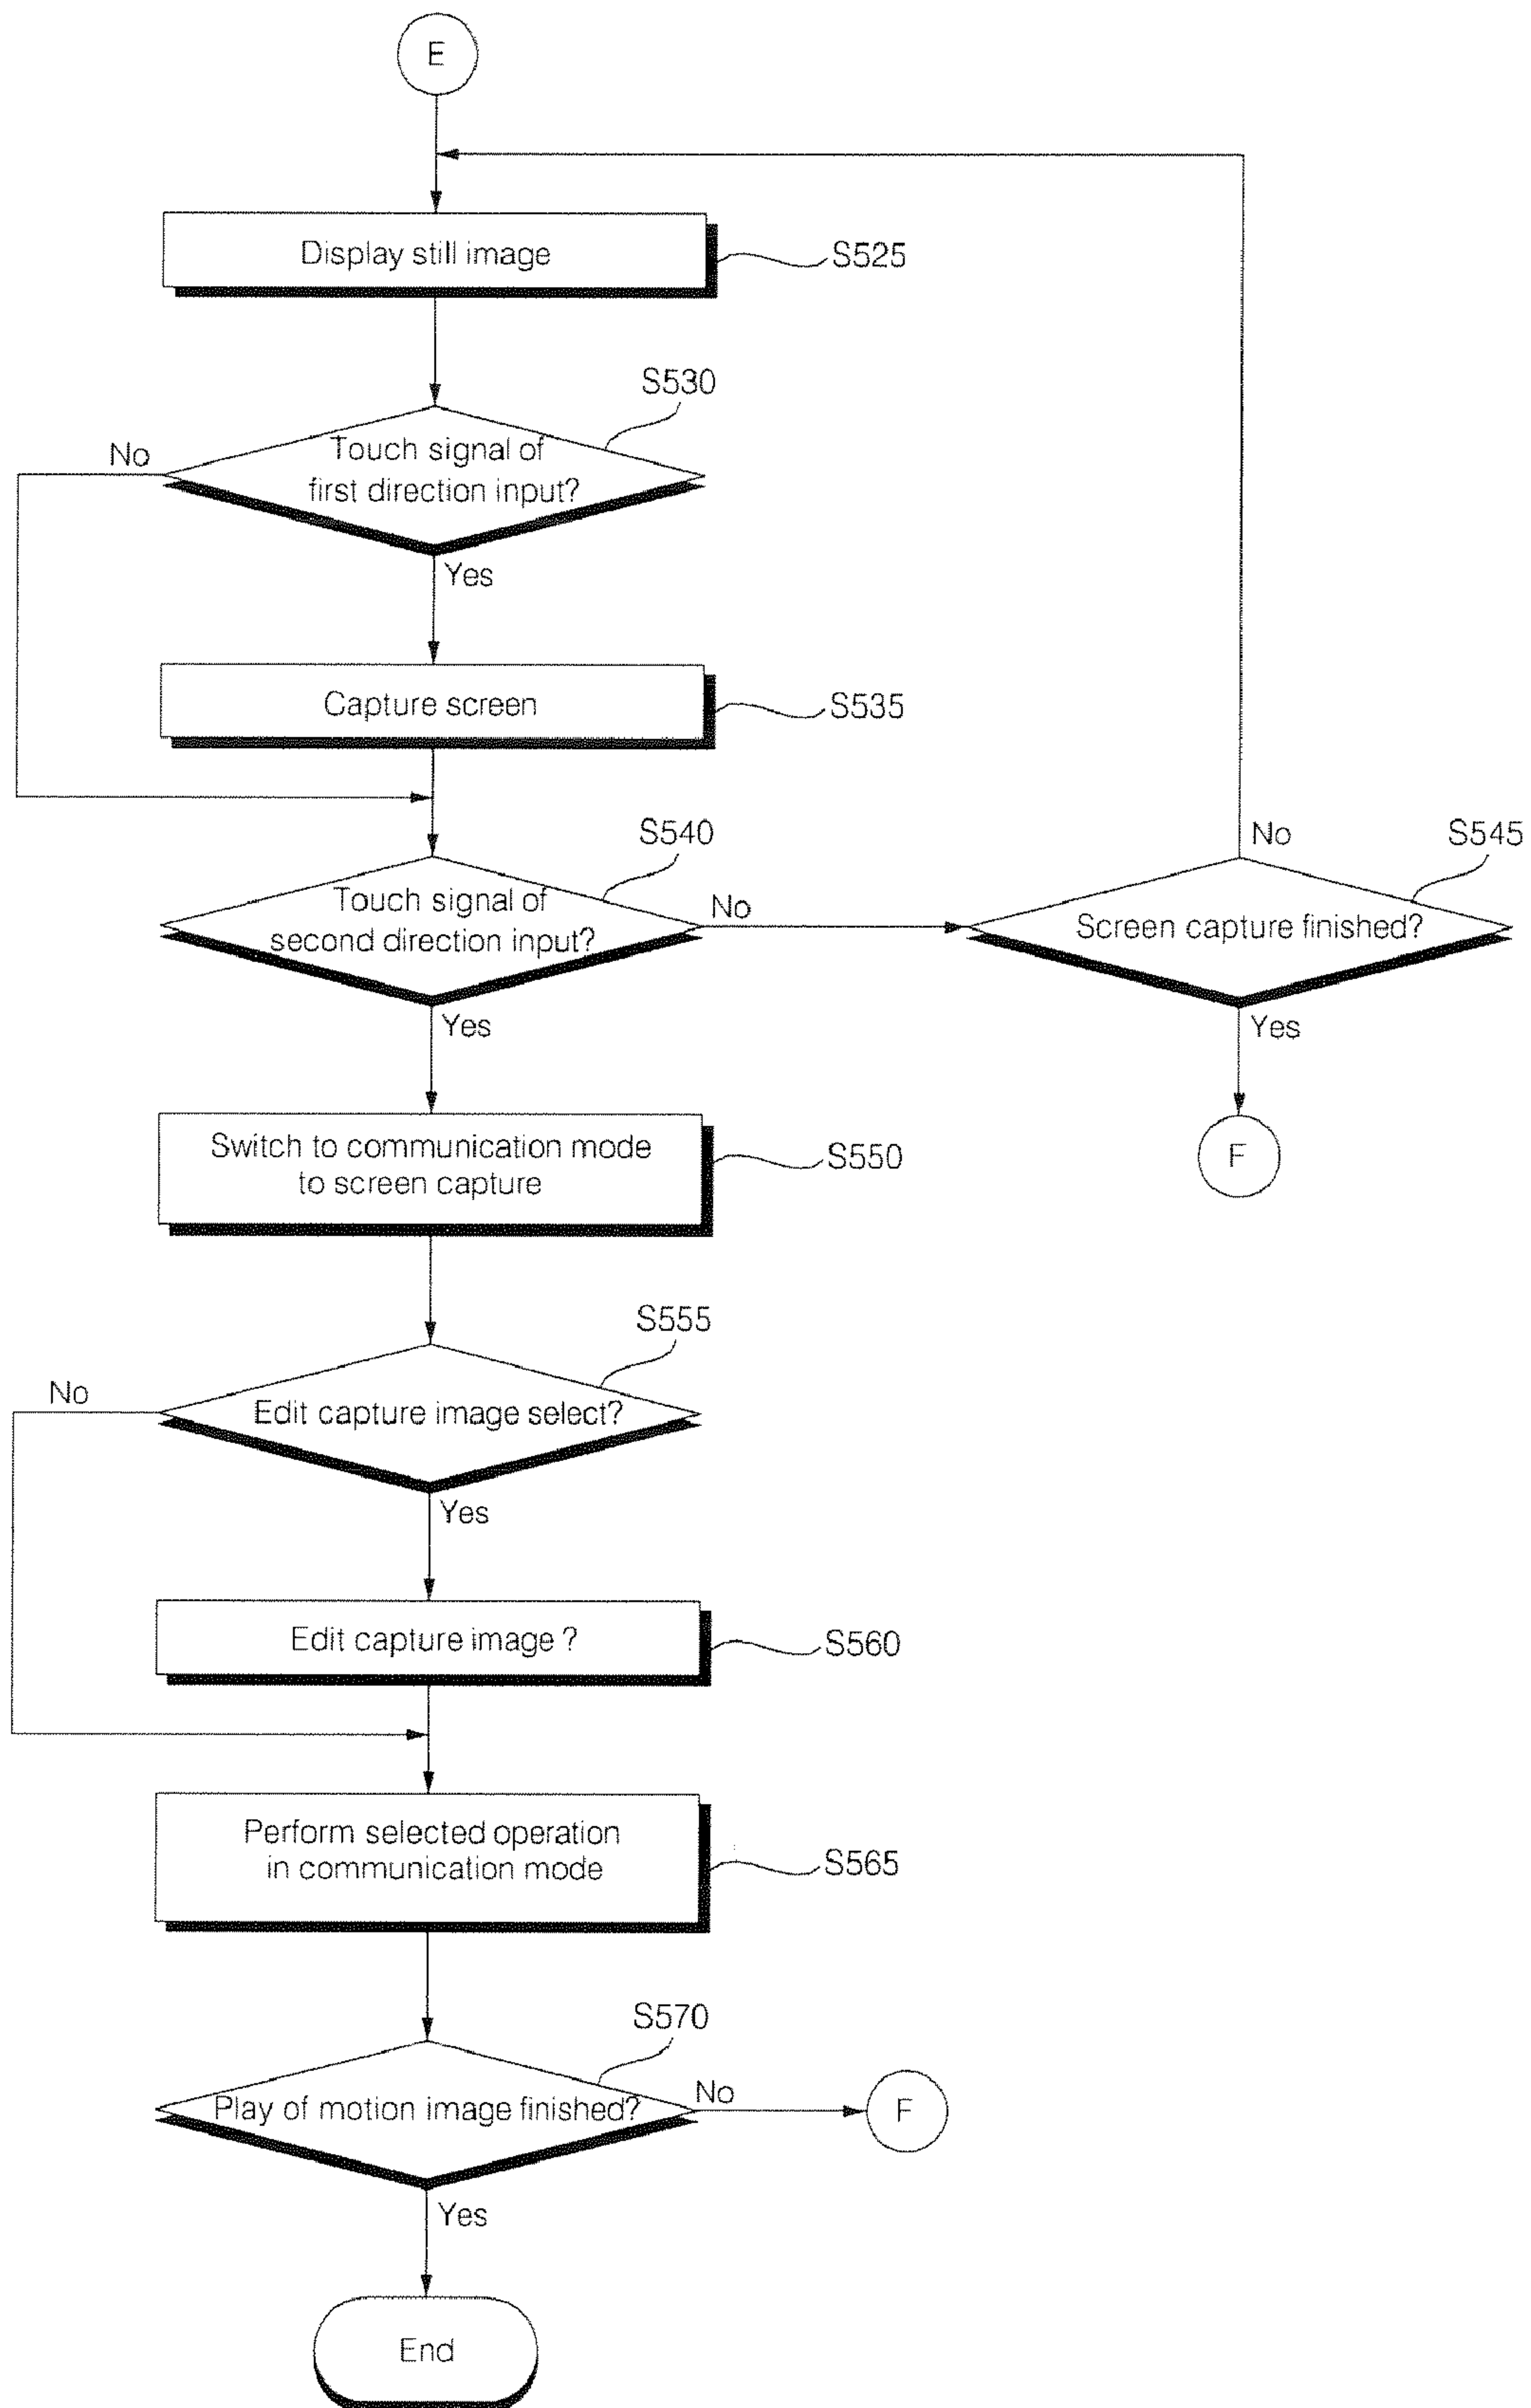 E
Display still image
S525
S530
No
Touch signal of
first direction input?
Yes
Capture screen
S535
S540
Touch signal of
second direction input?
No
No
S545
Screen capture finished?
Yes
Yes
F
Switch to communication mode
to screen capture
S550
S555
No
Edit capture image select?
Yes
Edit capture image ?
S560
Perform selected operation
in communication mode
S565
S570
Play of motion image finished?
No
F
Yes
End